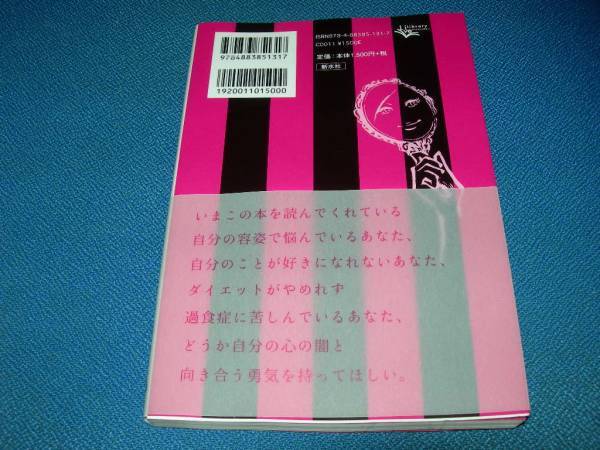 9784883851317
1920011015000
ISBN978-4-88385-131-7
C0011 ¥1500E
定価:本体1,500円+税
新水社
library
いまこの本を読んでくれている
自分の容姿で悩んでいるあなた、
自分のことが好きになれないあなた、
ダイエットがやめれず
過食症に苦しんでいるあなた、
どうか自分の心の闇と
向き合う勇気を持ってほしい。